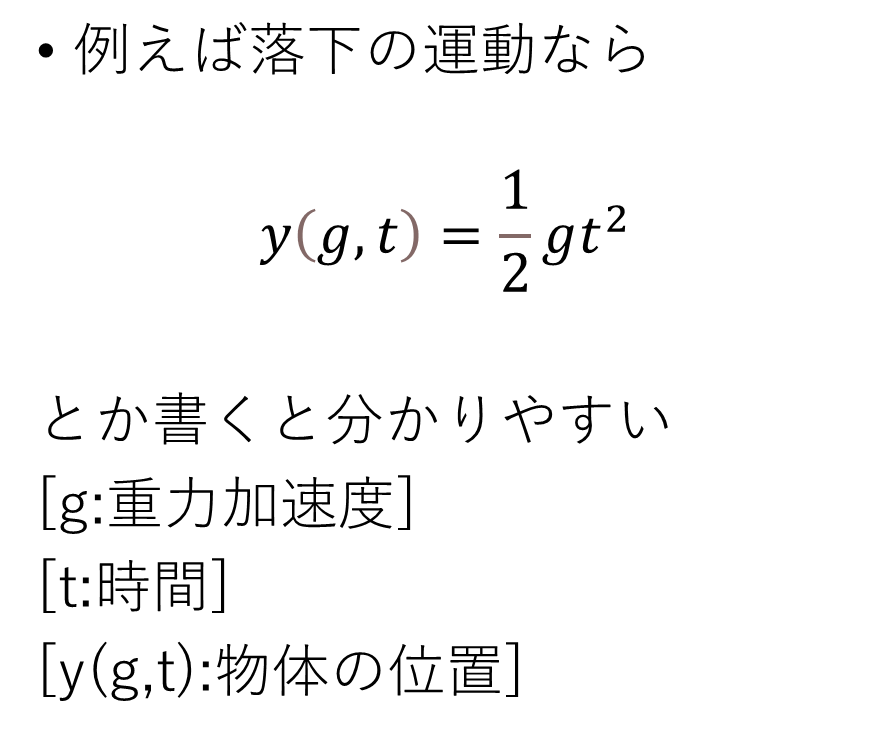 • 例えば落下の運動なら
y(g,t) = 1/2 gt²
とか書くと分かりやすい
[g:重力加速度]
[t:時間]
[y(g,t):物体の位置]